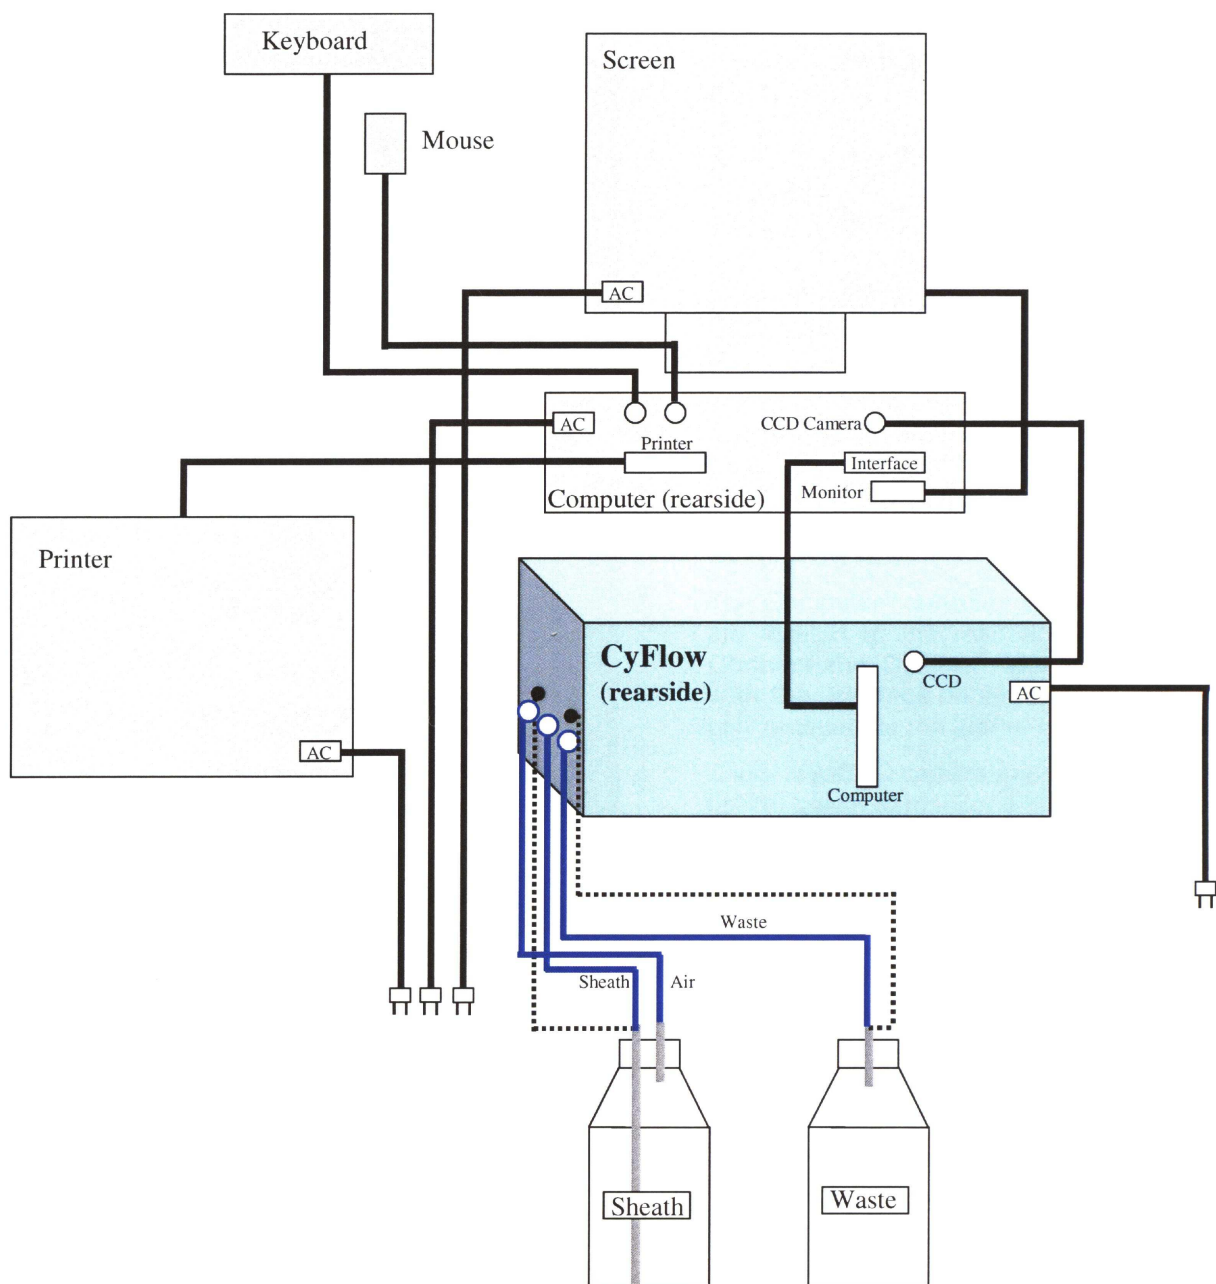 Keyboard
Screen
Mouse
AC
AC
CCD Camera
Printer
Interface
Monitor
Computer (rearside)
Printer
CyFlow
(rearside)
CCD
AC
AC
Computer
Waste
Sheath
Air
Sheath
Waste